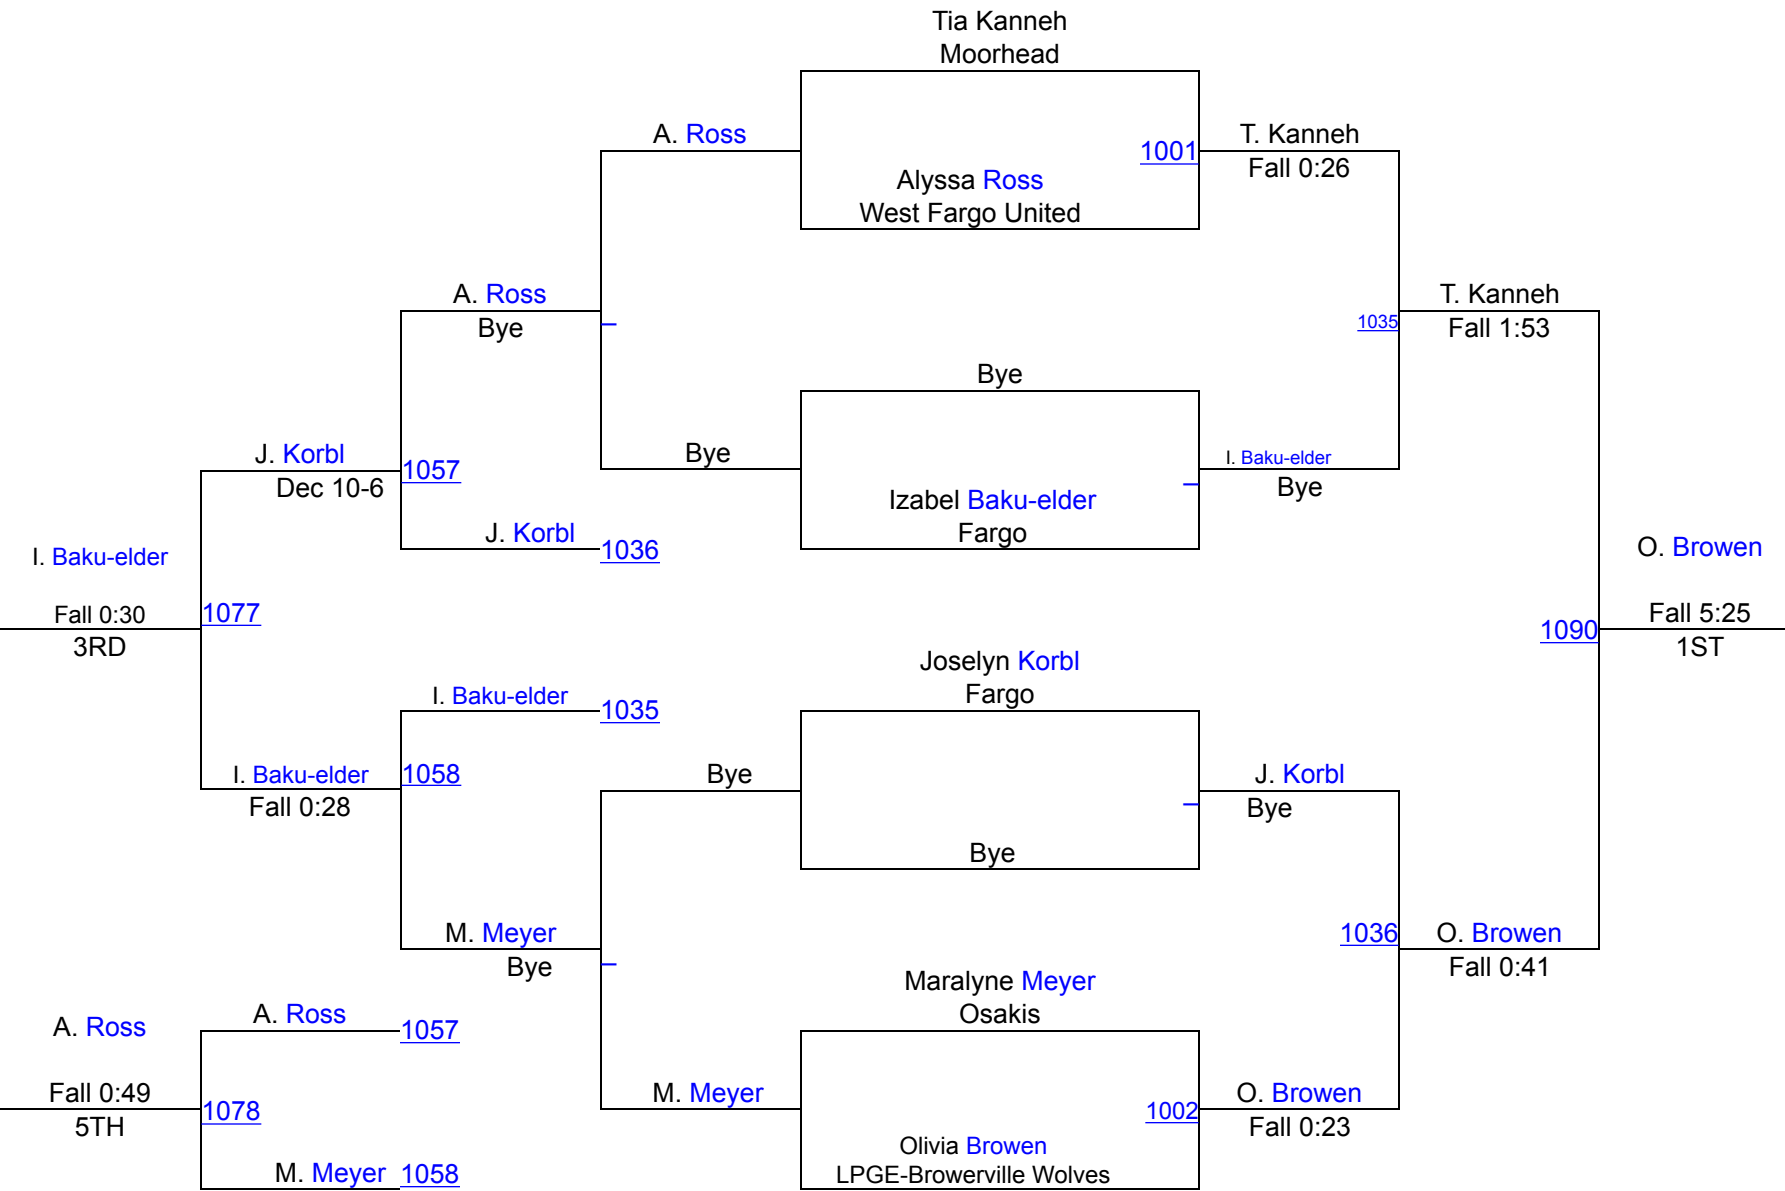 Tia Kanneh
Moorhead
A. Ross
1001
T. Kanneh
Fall 0:26
Alyssa Ross
West Fargo United
A. Ross
Bye
T. Kanneh
Fall 1:53
1035
Bye
J. Korbl
Dec 10-6
1057
Bye
I. Baku-elder
Bye
Izabel Baku-elder
Fargo
J. Korbl
1036
I. Baku-elder
Fall 0:30
3RD
1077
O. Browen
Fall 5:25
1ST
1090
Joselyn Korbl
Fargo
I. Baku-elder
1035
I. Baku-elder
Fall 0:28
1058
Bye
J. Korbl
Bye
Bye
M. Meyer
Bye
1036
O. Browen
Fall 0:41
Maralyne Meyer
Osakis
A. Ross
Fall 0:49
5TH
A. Ross
1057
1078
M. Meyer
1058
M. Meyer
1002
O. Browen
Fall 0:23
Olivia Browen
LPGE-Browerville Wolves